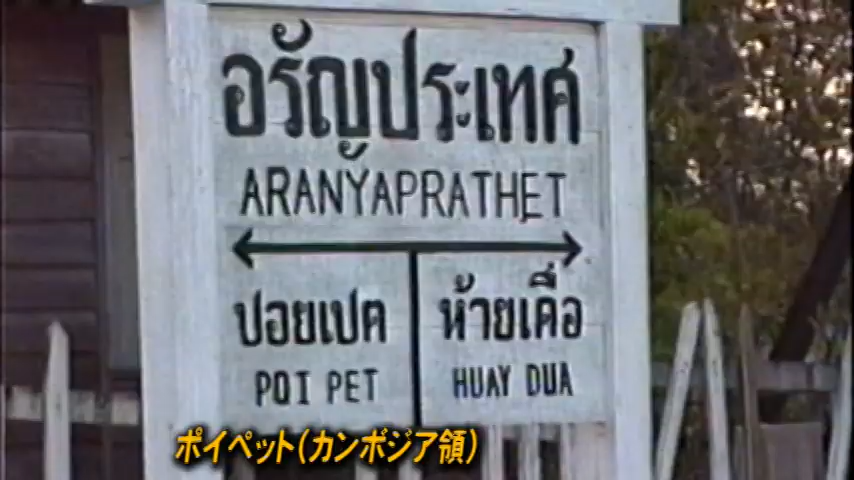 อรัญประเทศ
ARANYAPRATHET
ปอยเปต ห้วยเดื่อ
POI PET HUAY DUA
ポイペット(カンボジア領)